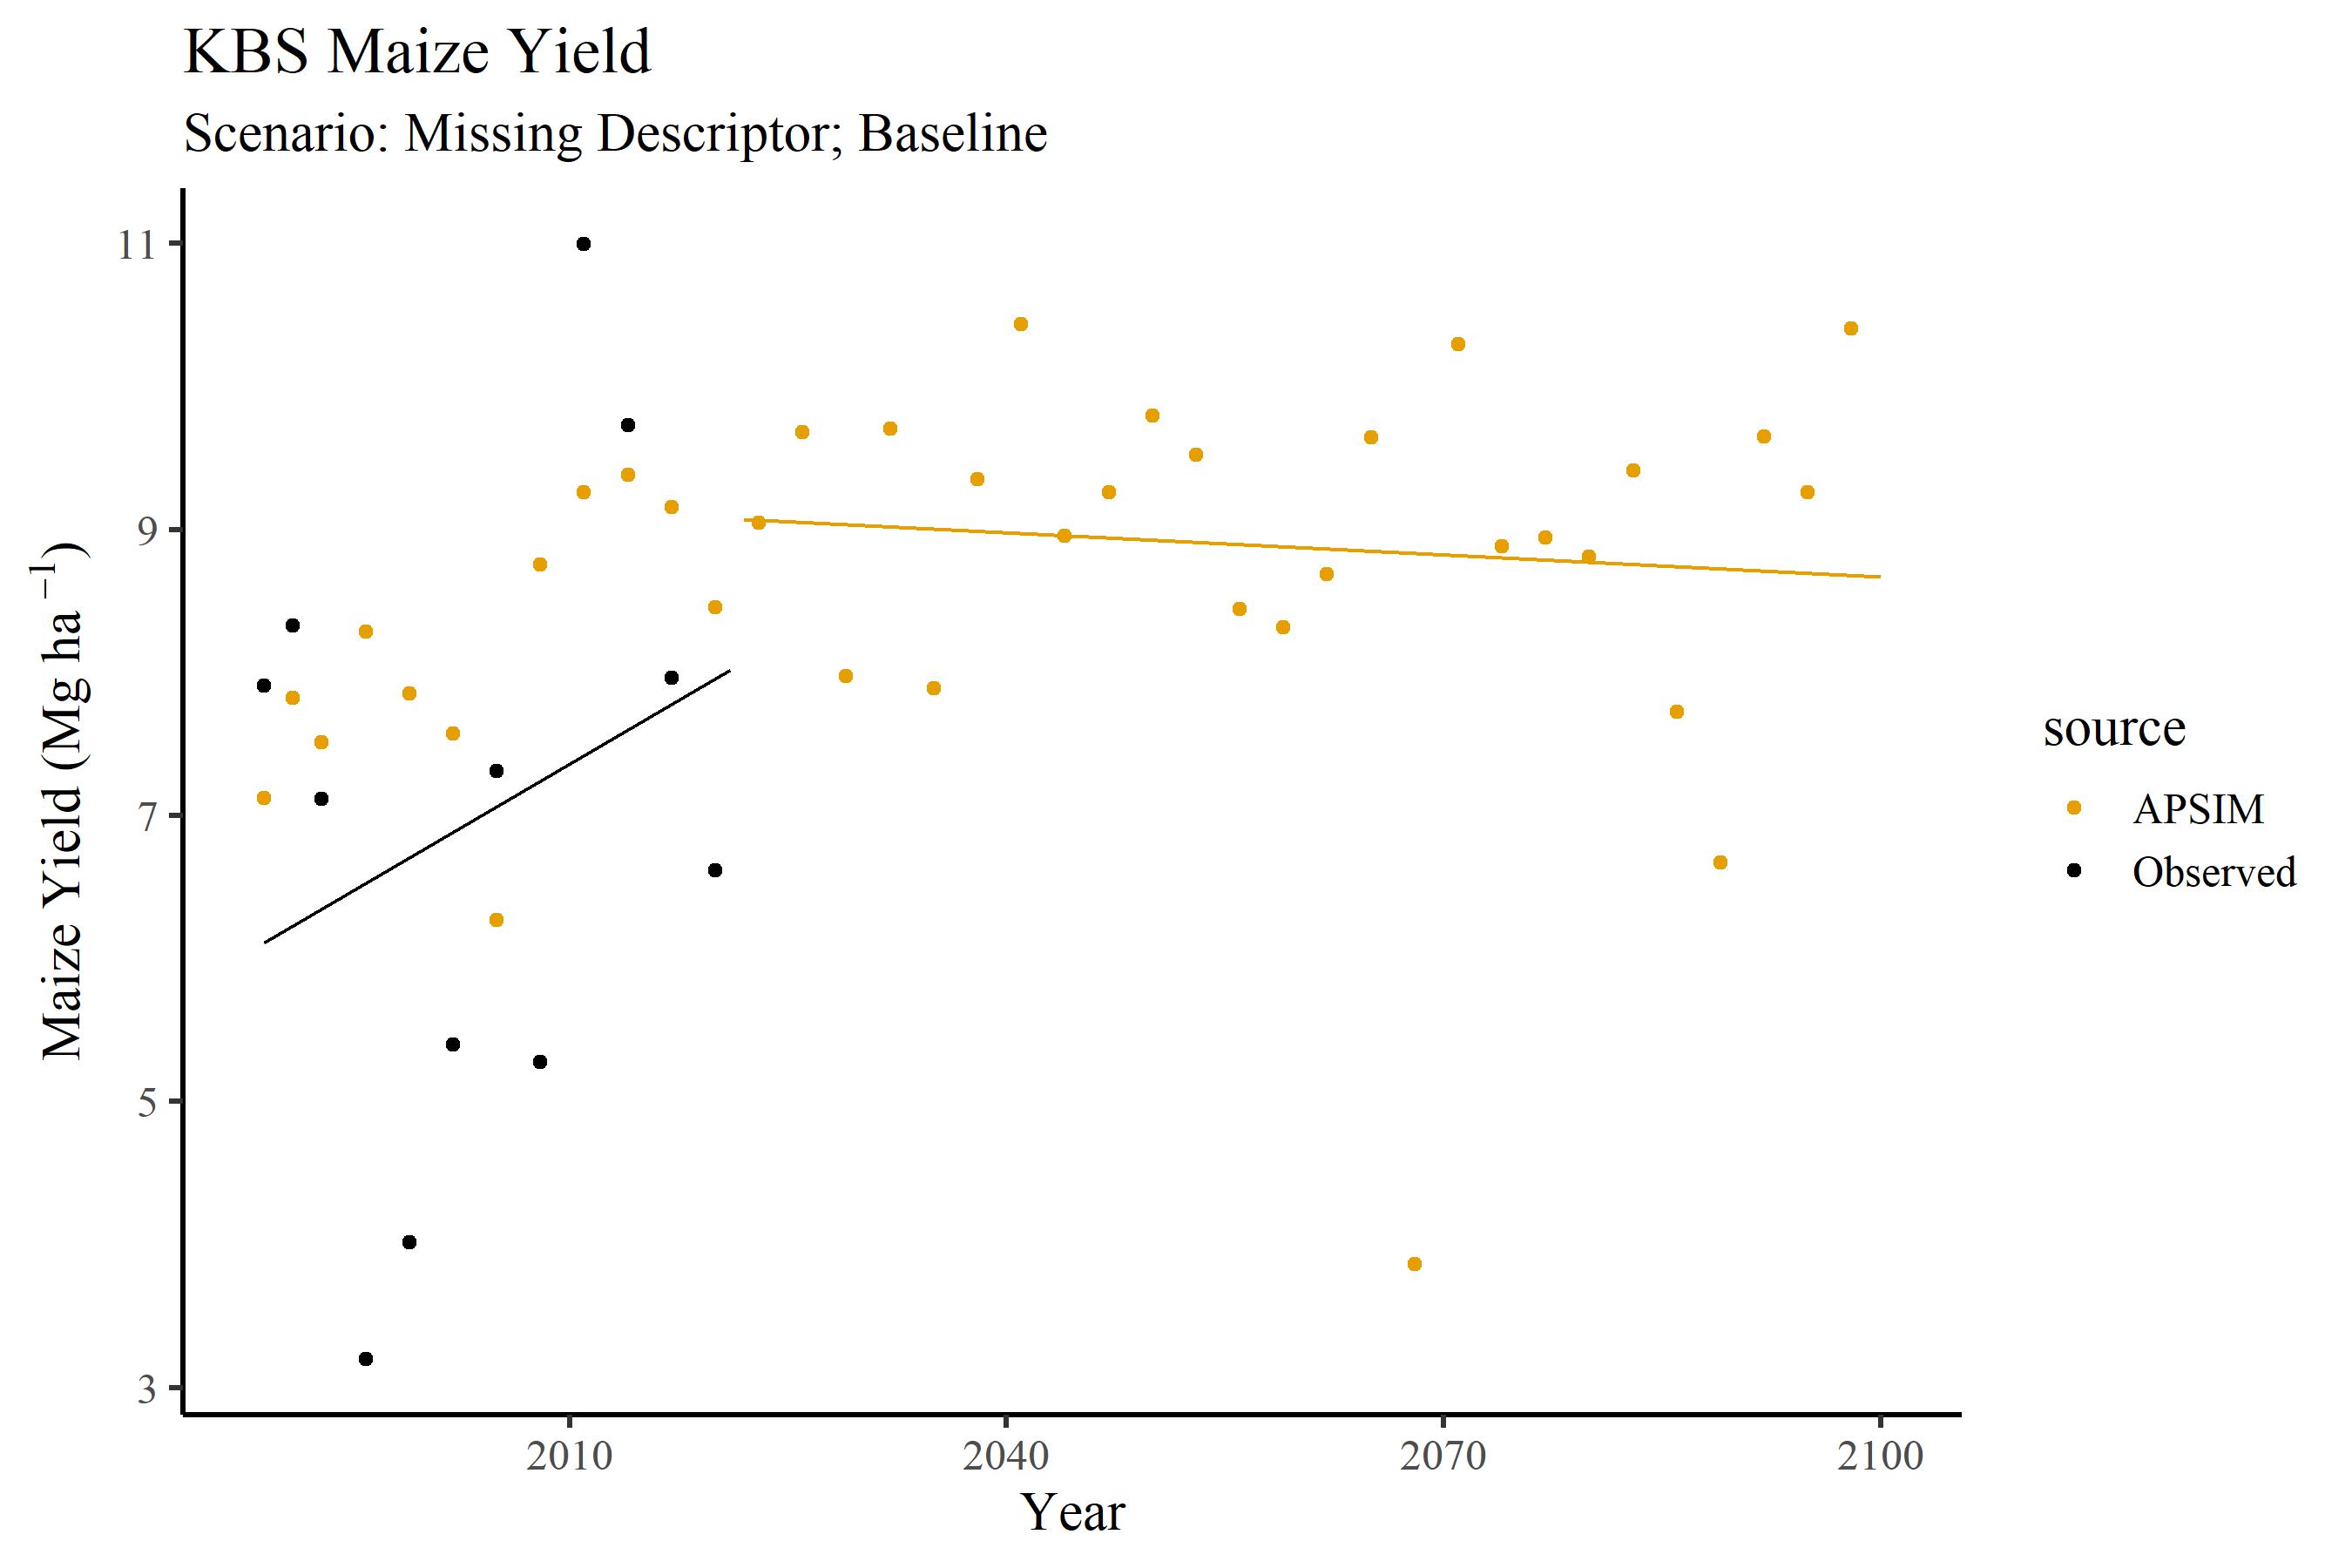 KBS Maize Yield
Scenario: Missing Descriptor; Baseline
Maize Yield (Mg ha⁻¹)
11
9
7
5
3
2010
2040
2070
2100
Year
source
APSIM
Observed